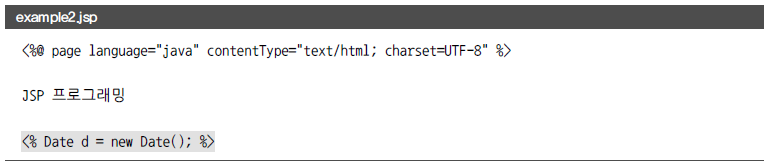 example2.jsp
<%@ page language="java" contentType="text/html; charset=UTF-8" %>
JSP 프로그래밍
<% Date d = new Date(); %>